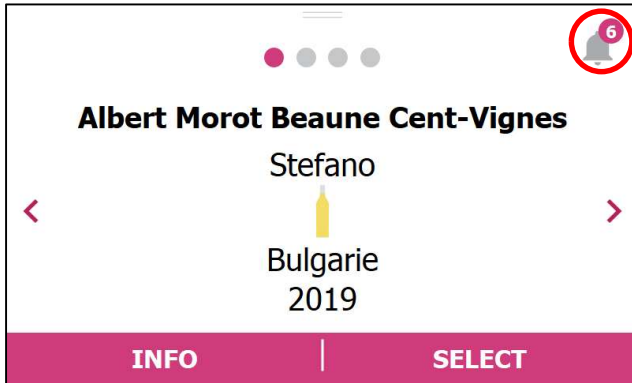 6
Albert Morot Beaune Cent-Vignes
Stefano
Bulgarie
2019
INFO | SELECT